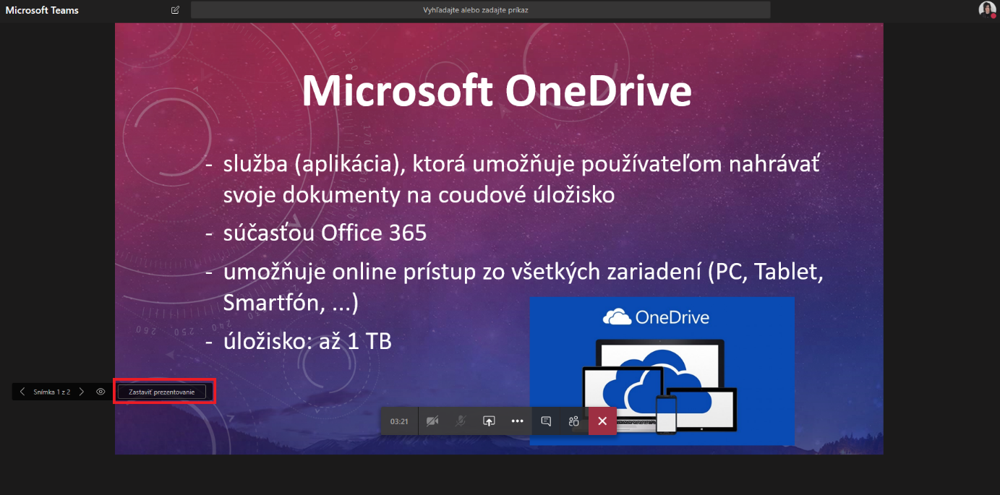 Microsoft Teams
Vyhľadajte alebo zadajte príkaz
Microsoft OneDrive
- služba (aplikácia), ktorá umožňuje používateľom nahrávať
svoje dokumenty na coudové úložisko
- súčasťou Office 365
- umožňuje online prístup zo všetkých zariadení (PC, Tablet,
Smartfón, ...)
OneDrive
- úložisko: až 1 TB
Snímka 1 z 2
Zastaviť prezentovanie
03:21